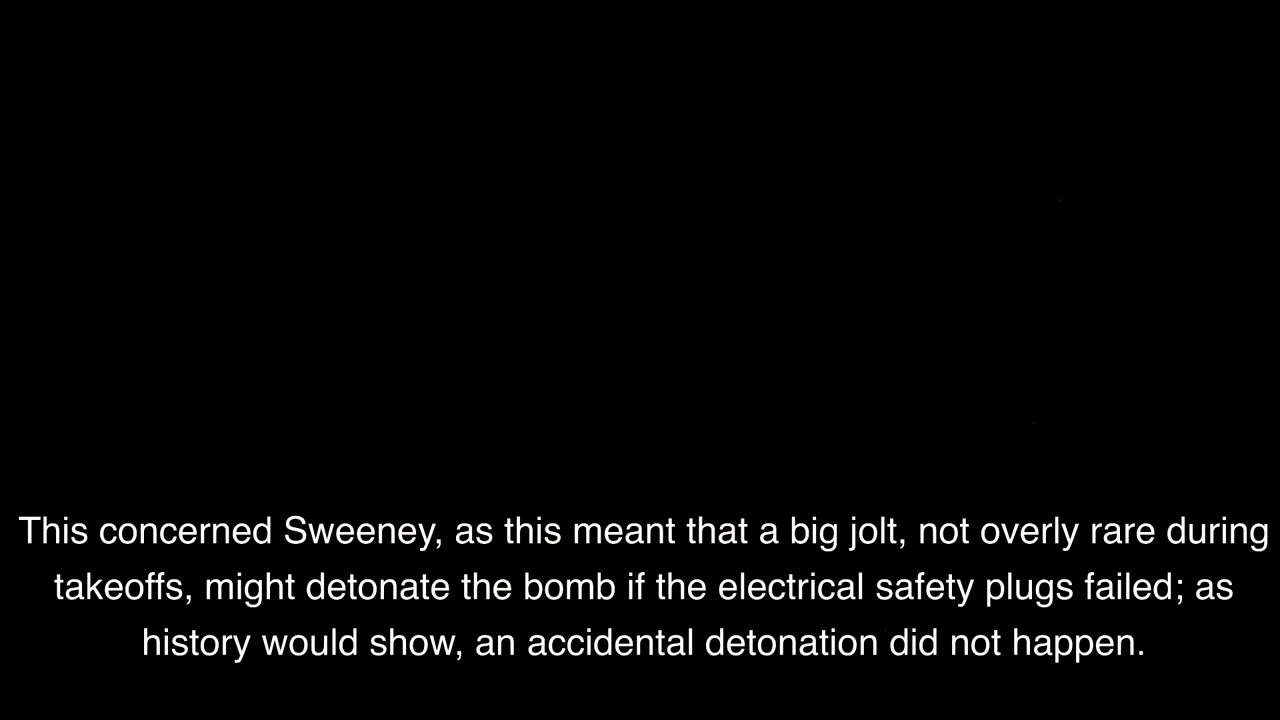 This concerned Sweeney, as this meant that a big jolt, not overly rare during
takeoffs, might detonate the bomb if the electrical safety plugs failed; as
history would show, an accidental detonation did not happen.